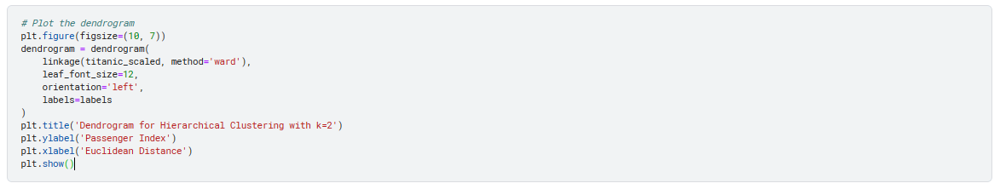 # Plot the dendrogram
plt.figure(figsize=(10, 7))
dendrogram = dendrogram(
    linkage(titanic_scaled, method='ward'),
    leaf_font_size=12,
    orientation='left',
    labels=labels
)
plt.title('Dendrogram for Hierarchical Clustering with k=2')
plt.ylabel('Passenger Index')
plt.xlabel('Euclidean Distance')
plt.show()